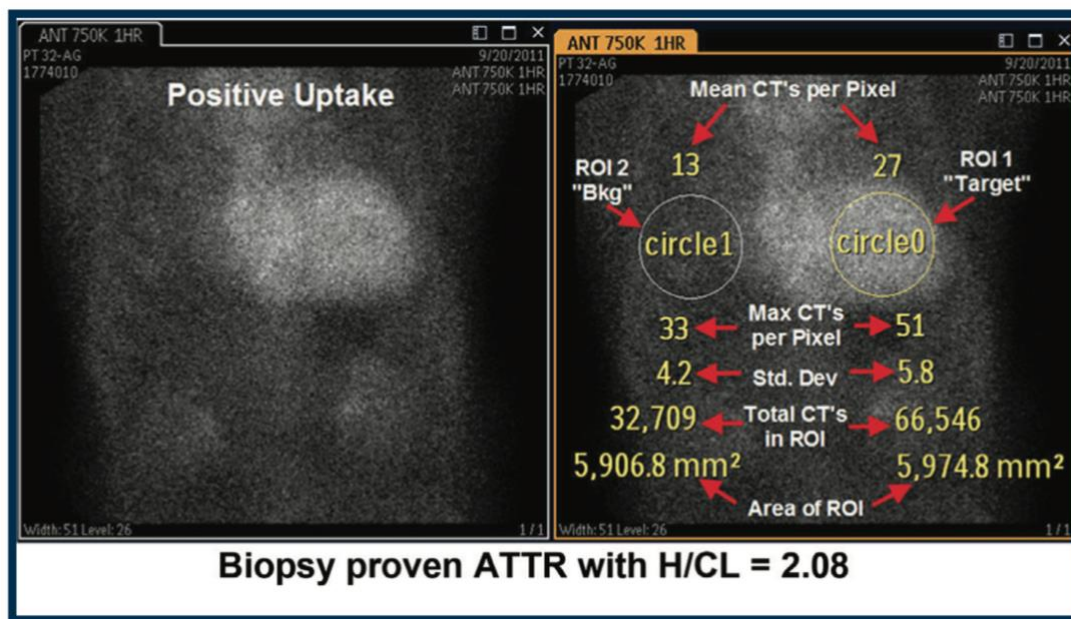 ANT 750K 1HR
PT 32-AG
1774010
9/20/2011
ANT 750K 1HR
ANT 750K 1HR
Positive Uptake
Width: 51 Level: 26
1 / 1
ANT 750K 1HR
PT 32-AG
1774010
9/20/2011
ANT 750K 1HR
ANT 750K 1HR
Mean CT's per Pixel
13
27
ROI 2
"Bkg"
ROI 1
"Target"
circle1
circle0
33
Max CT's
per Pixel
51
4.2
Std. Dev
5.8
32,709
Total CT's
in ROI
66,546
5,906.8 mm²
5,974.8 mm²
Area of ROI
Width: 51 Level: 26
1 / 1
Biopsy proven ATTR with H/CL = 2.08